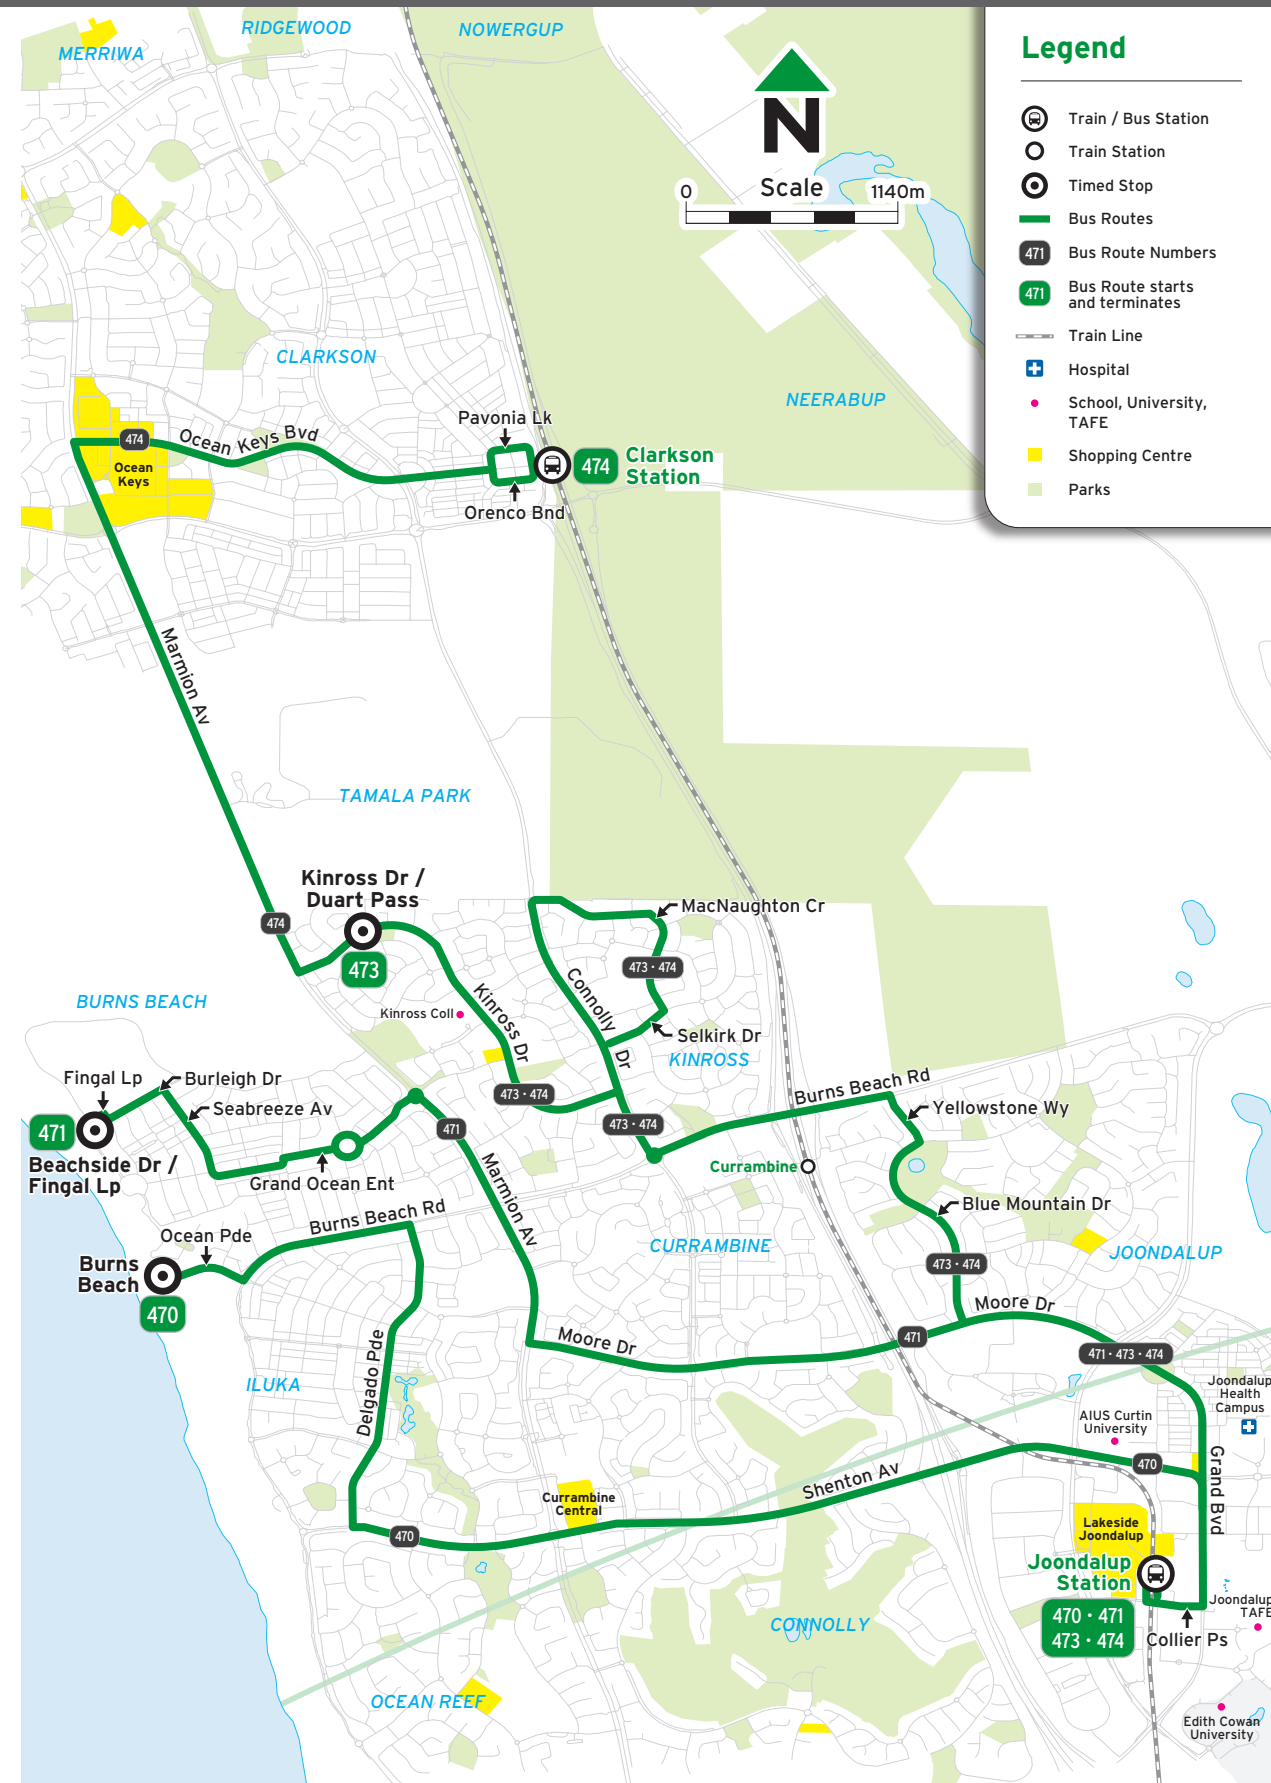 RIDGEWOOD
NOWERGUP
MERRIWA
Legend
Train / Bus Station
Train Station
Timed Stop
Bus Routes
471
Bus Route Numbers
471
Bus Route starts
and terminates
Train Line
Hospital
School, University,
TAFE
Shopping Centre
Parks
N
Scale
0
1140m
CLARKSON
NEERABUP
Pavonia Lk
474
Ocean Keys Bvd
Ocean
Keys
474
Clarkson
Station
Orenco Bnd
Marmion Av
TAMALA PARK
Kinross Dr /
Duart Pass
474
473
MacNaughton Cr
473 • 474
Connolly Dr
BURNS BEACH
Kinross Coll
Kinross Dr
Selkirk Dr
KINROSS
Fingal Lp
Burleigh Dr
Seabreeze Av
473 • 474
473 • 474
Burns Beach Rd
Yellowstone Wy
471
471
Beachside Dr /
Fingal Lp
Grand Ocean Ent
Marmion Av
Currambine
Blue Mountain Dr
Burns Beach Rd
Ocean Pde
Burns
Beach
470
CURRAMBINE
JOONDALUP
473 • 474
Moore Dr
Moore Dr
471
471 • 473 • 474
Delgado Pde
ILUKA
Joondalup
Health
Campus
AIUS Curtin
University
470
Grand Bvd
Shenton Av
Currambine
Central
470
Lakeside
Joondalup
Joondalup
Station
470 • 471
473 • 474
Joondalup
TAFE
Collier Ps
CONNOLLY
OCEAN REEF
Edith Cowan
University